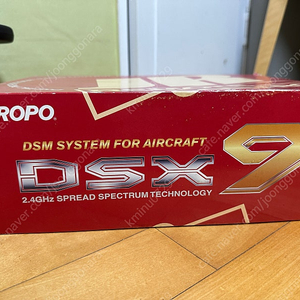 ROPO
DSM SYSTEM FOR AIRCRAFT
DSX 9
2.4GHz SPREAD SPECTRUM TECHNOLOGY